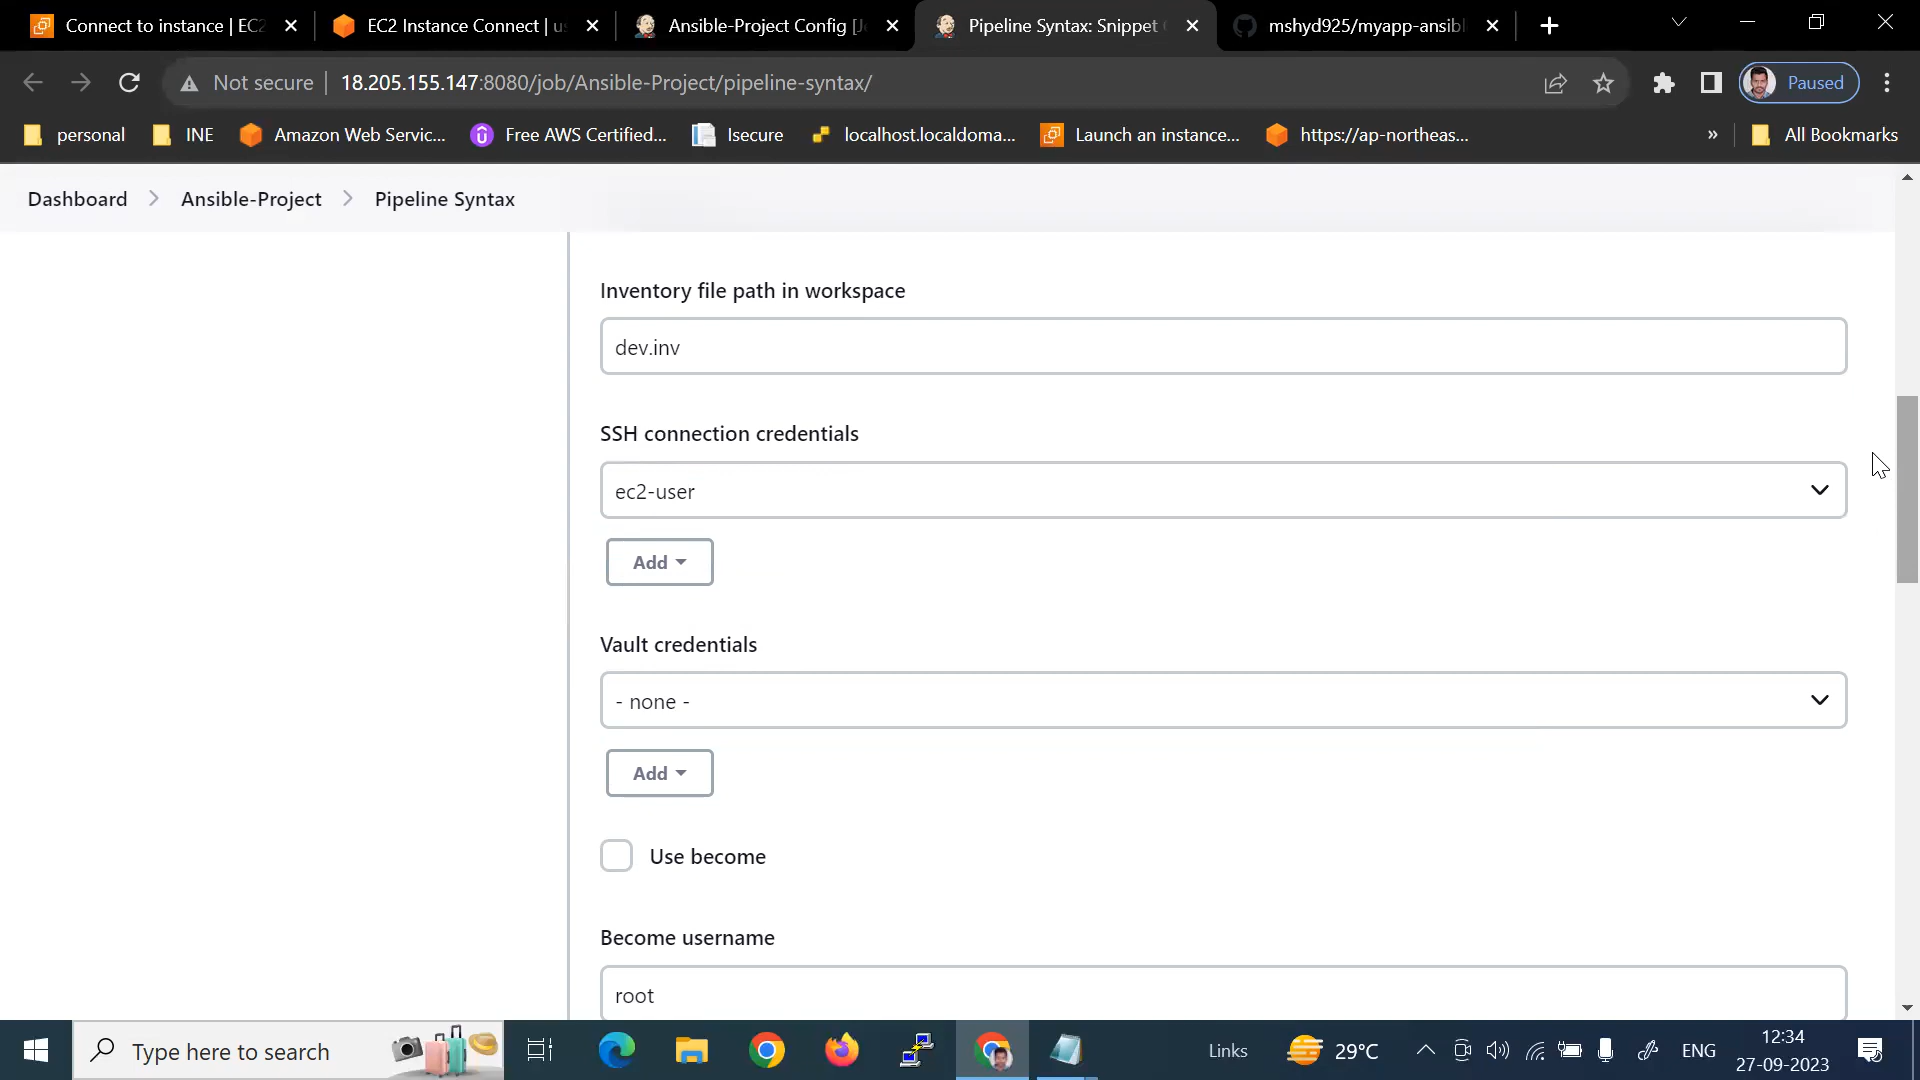 Connect to instance | EC2
EC2 Instance Connect | us
Ansible-Project Config [Je
Pipeline Syntax: Snippet G
mshyd925/myapp-ansibl
Not secure
18.205.155.147:8080/job/Ansible-Project/pipeline-syntax/
Paused
personal
INE
Amazon Web Servic...
Free AWS Certified...
Isecure
localhost.localdoma...
Launch an instance...
https://ap-northeas...
»
All Bookmarks
Dashboard
Ansible-Project
Pipeline Syntax
Inventory file path in workspace
dev.inv
SSH connection credentials
ec2-user
Add
Vault credentials
- none -
Add
Use become
Become username
root
Type here to search
Links
29°C
ENG
12:34
27-09-2023